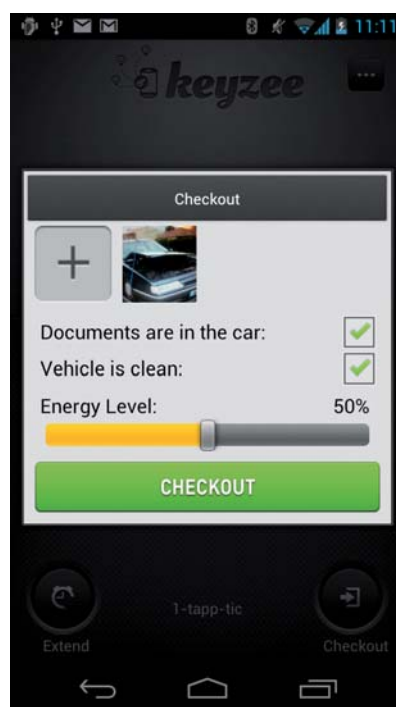 11:11
keyzee
Checkout
Documents are in the car:
Vehicle is clean:
Energy Level: 50%
CHECKOUT
1-tapp-tic
Extend Checkout